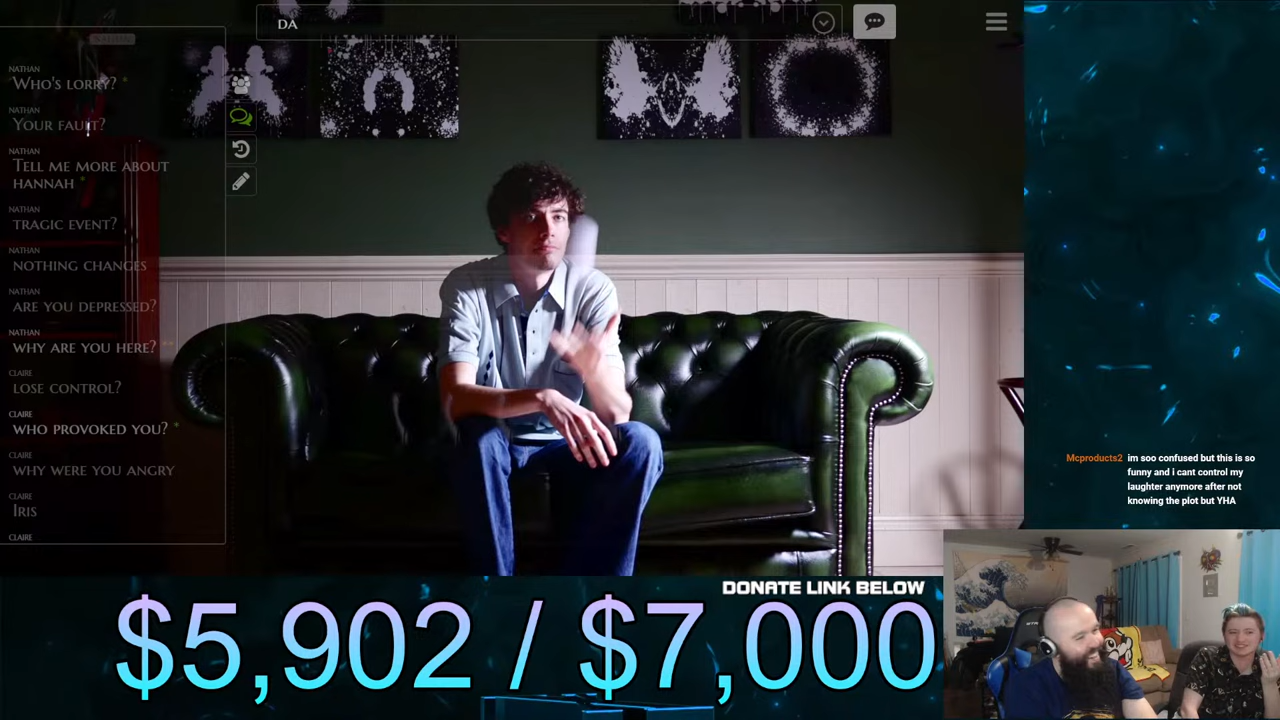 DA
NATHAN
NATHAN
WHO'S LORRY? *
NATHAN
YOUR FAULT?
NATHAN
TELL ME MORE ABOUT
HANNAH *
NATHAN
TRAGIC EVENT?
NATHAN
NOTHING CHANGES
NATHAN
ARE YOU DEPRESSED?
NATHAN
WHY ARE YOU HERE? **
CLAIRE
LOSE CONTROL?
CLAIRE
WHO PROVOKED YOU? *
CLAIRE
WHY WERE YOU ANGRY
CLAIRE
IRIS
CLAIRE
Mcproducts2 im soo confused but this is so
funny and i cant control my
laughter anymore after not
knowing the plot but YHA
DONATE LINK BELOW
$5,902 / $7,000